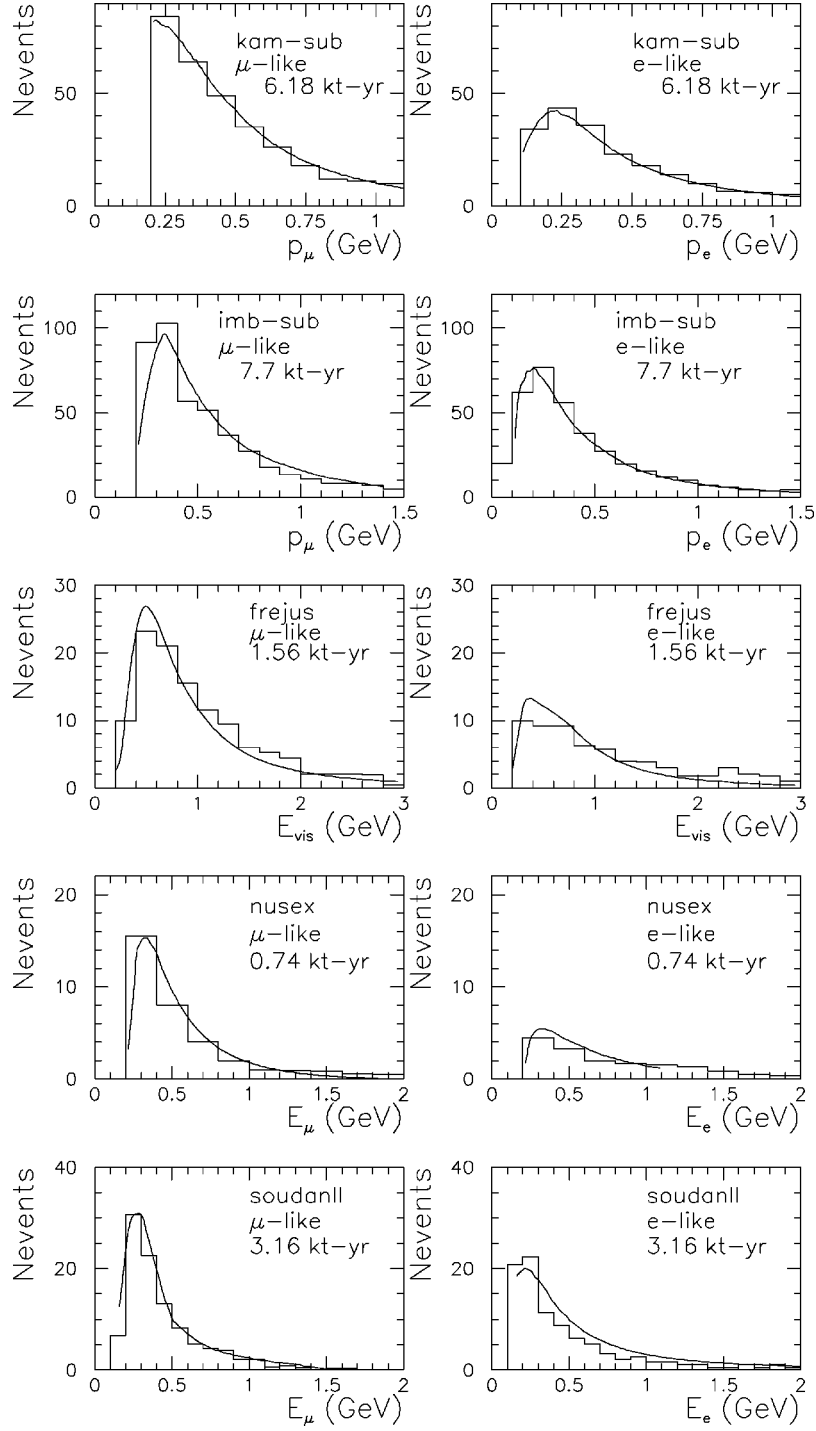 Nevents
kam-sub
μ-like
6.18 kt-yr
50
0
0 0.25 0.5 0.75 1
p_μ (GeV)
Nevents
kam-sub
e-like
6.18 kt-yr
50
0
0 0.25 0.5 0.75 1
p_e (GeV)
Nevents
imb-sub
μ-like
7.7 kt-yr
100
50
0
0 0.5 1 1.5
p_μ (GeV)
Nevents
imb-sub
e-like
7.7 kt-yr
100
50
0
0 0.5 1 1.5
p_e (GeV)
Nevents
30
frejus
μ-like
1.56 kt-yr
20
10
0
0 1 2 3
E_vis (GeV)
Nevents
30
frejus
e-like
1.56 kt-yr
20
10
0
0 1 2 3
E_vis (GeV)
Nevents
20
nusex
μ-like
0.74 kt-yr
10
0
0 0.5 1 1.5 2
E_μ (GeV)
Nevents
20
nusex
e-like
0.74 kt-yr
10
0
0 0.5 1 1.5 2
E_e (GeV)
Nevents
40
soudanII
μ-like
3.16 kt-yr
20
0
0 0.5 1 1.5 2
E_μ (GeV)
Nevents
40
soudanII
e-like
3.16 kt-yr
20
0
0 0.5 1 1.5 2
E_e (GeV)